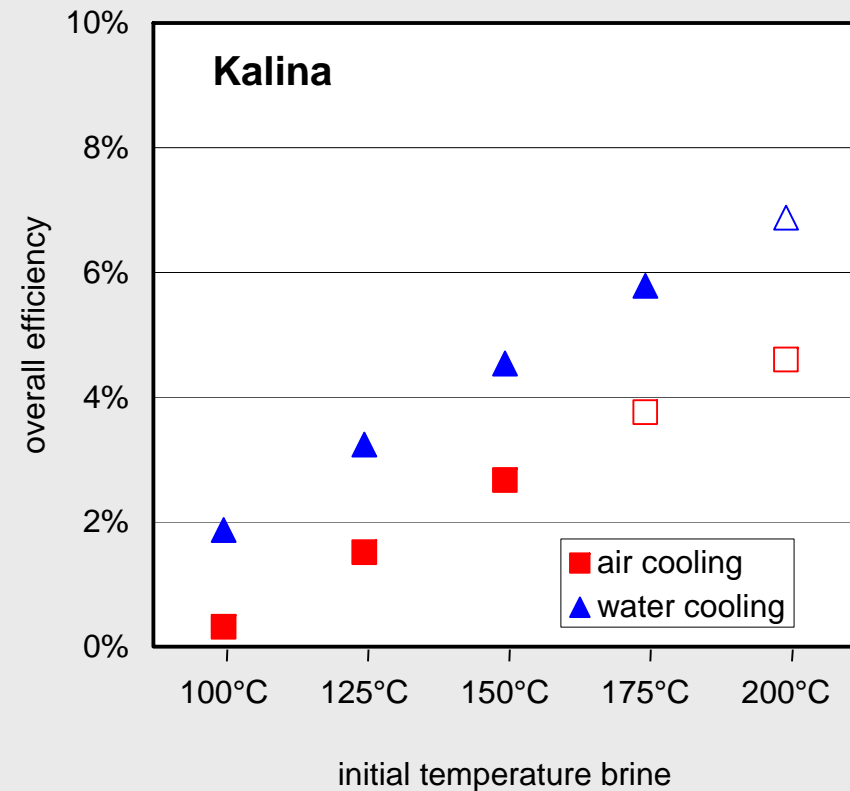 Kalina
10%
8%
6%
4%
2%
0%
overall efficiency
air cooling
water cooling
100°C 125°C 150°C 175°C 200°C
initial temperature brine